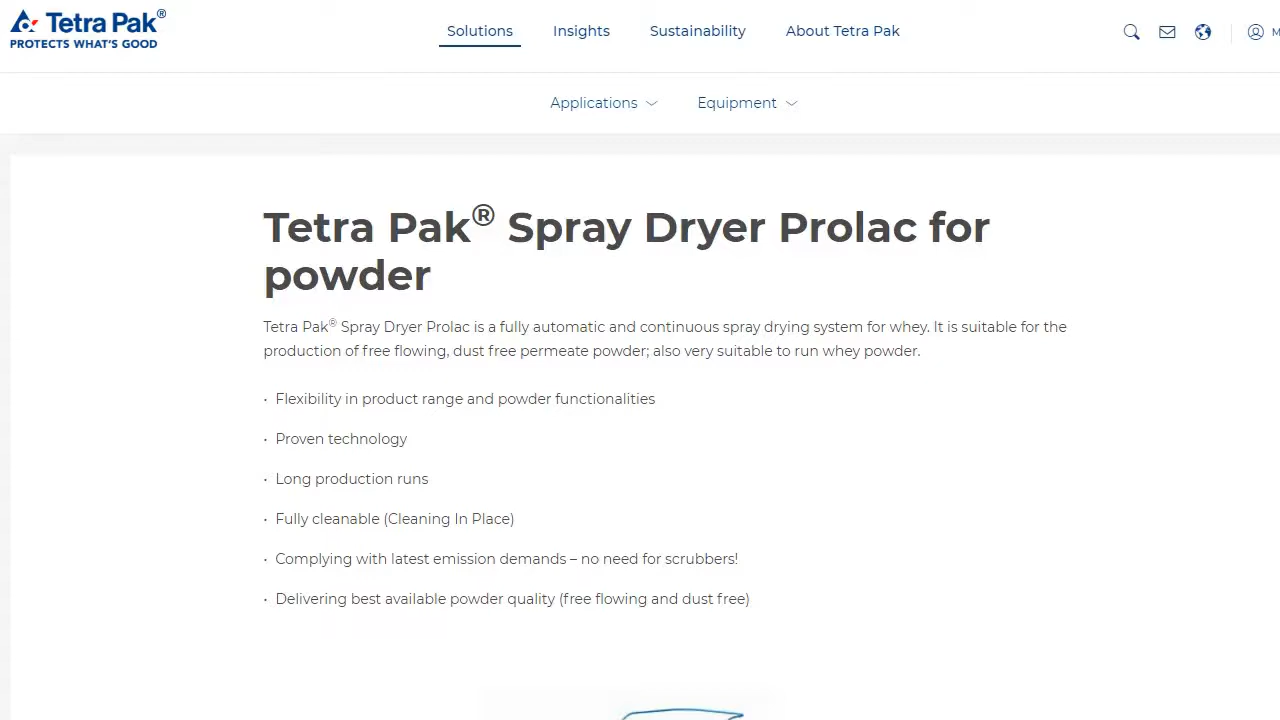 Tetra Pak®
PROTECTS WHAT'S GOOD
Solutions
Insights
Sustainability
About Tetra Pak
M
Applications
Equipment
Tetra Pak® Spray Dryer Prolac for
powder
Tetra Pak® Spray Dryer Prolac is a fully automatic and continuous spray drying system for whey. It is suitable for the
production of free flowing, dust free permeate powder; also very suitable to run whey powder.
· Flexibility in product range and powder functionalities
· Proven technology
· Long production runs
· Fully cleanable (Cleaning In Place)
· Complying with latest emission demands – no need for scrubbers!
· Delivering best available powder quality (free flowing and dust free)